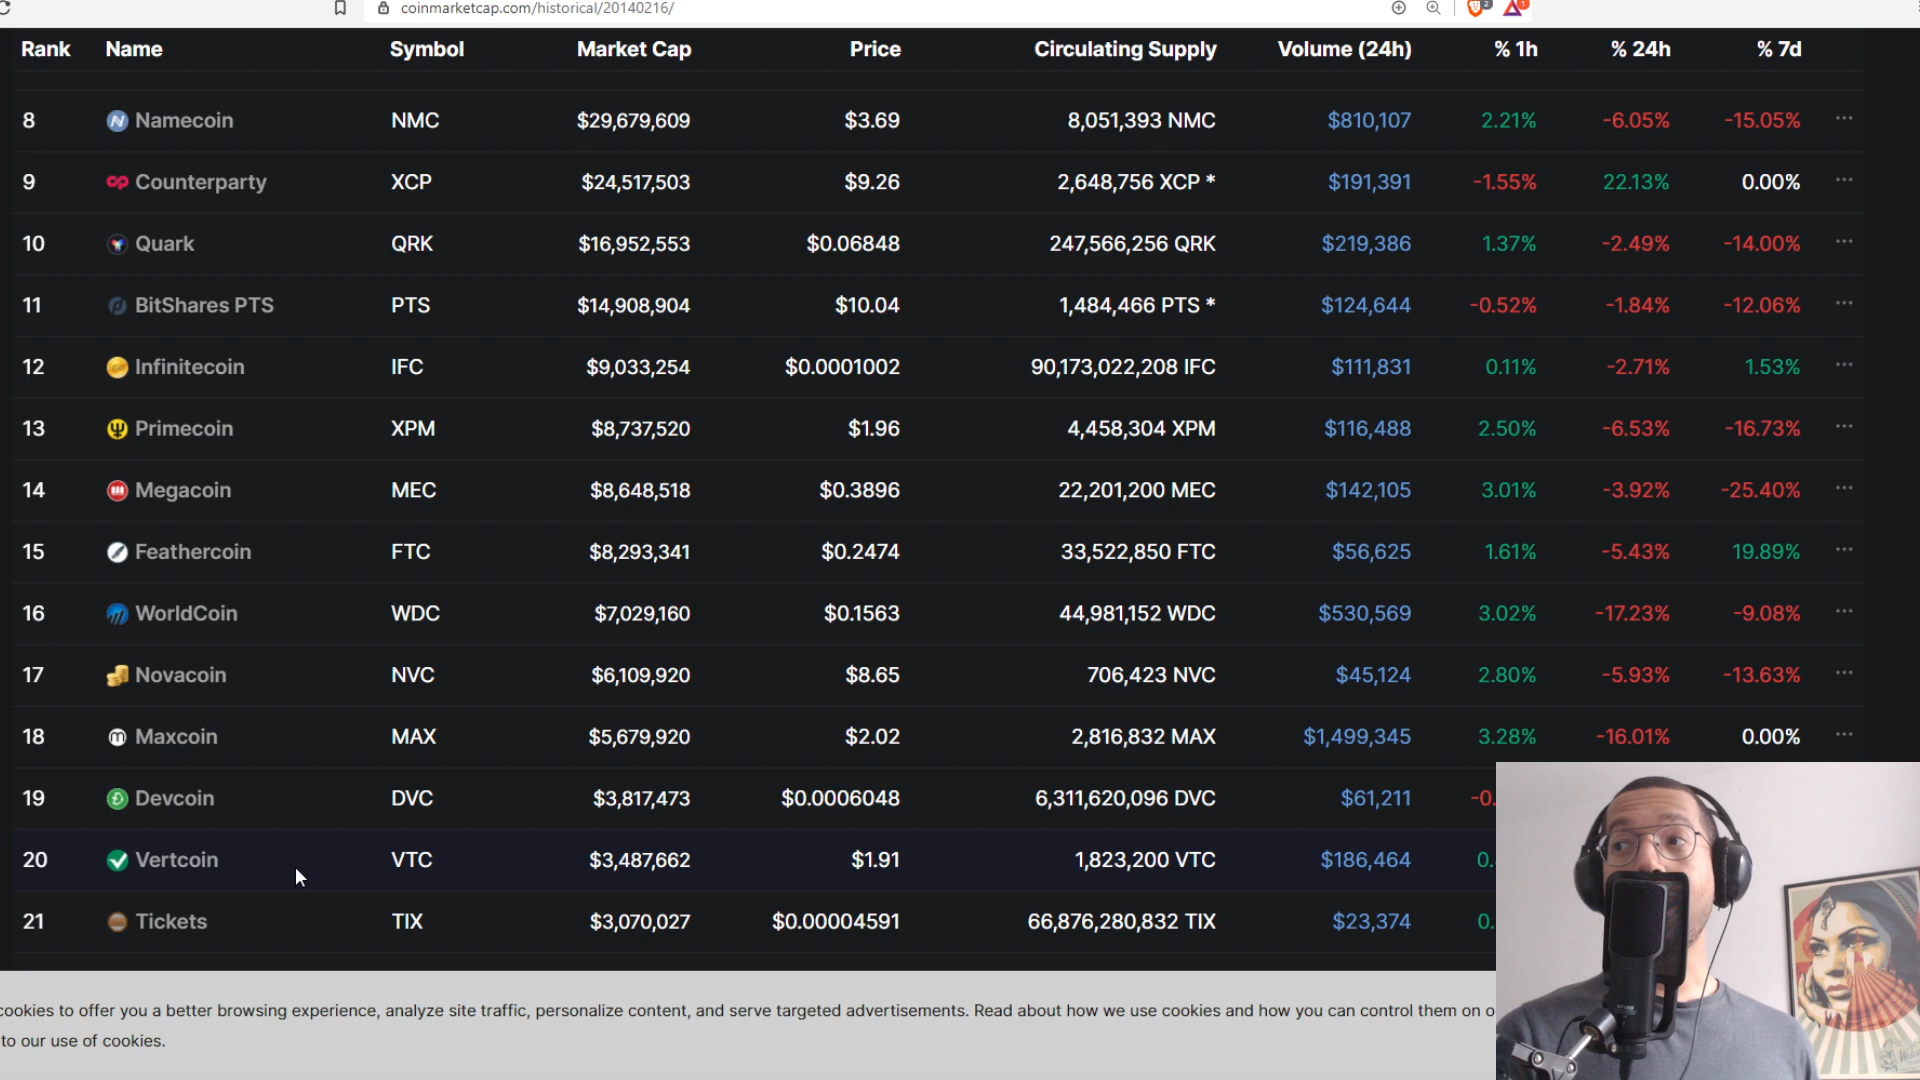 coinmarketcap.com/historical/20140216/
2
1
Rank Name Symbol Market Cap Price Circulating Supply Volume (24h) % 1h % 24h % 7d
8 Namecoin NMC $29,679,609 $3.69 8,051,393 NMC $810,107 2.21% -6.05% -15.05% ...
9 Counterparty XCP $24,517,503 $9.26 2,648,756 XCP * $191,391 -1.55% 22.13% 0.00% ...
10 Quark QRK $16,952,553 $0.06848 247,566,256 QRK $219,386 1.37% -2.49% -14.00% ...
11 BitShares PTS PTS $14,908,904 $10.04 1,484,466 PTS * $124,644 -0.52% -1.84% -12.06% ...
12 Infinitecoin IFC $9,033,254 $0.0001002 90,173,022,208 IFC $111,831 0.11% -2.71% 1.53% ...
13 Primecoin XPM $8,737,520 $1.96 4,458,304 XPM $116,488 2.50% -6.53% -16.73% ...
14 Megacoin MEC $8,648,518 $0.3896 22,201,200 MEC $142,105 3.01% -3.92% -25.40% ...
15 Feathercoin FTC $8,293,341 $0.2474 33,522,850 FTC $56,625 1.61% -5.43% 19.89% ...
16 WorldCoin WDC $7,029,160 $0.1563 44,981,152 WDC $530,569 3.02% -17.23% -9.08% ...
17 Novacoin NVC $6,109,920 $8.65 706,423 NVC $45,124 2.80% -5.93% -13.63% ...
18 Maxcoin MAX $5,679,920 $2.02 2,816,832 MAX $1,499,345 3.28% -16.01% 0.00% ...
19 Devcoin DVC $3,817,473 $0.0006048 6,311,620,096 DVC $61,211 -0.
20 Vertcoin VTC $3,487,662 $1.91 1,823,200 VTC $186,464 0.
21 Tickets TIX $3,070,027 $0.00004591 66,876,280,832 TIX $23,374 0.
cookies to offer you a better browsing experience, analyze site traffic, personalize content, and serve targeted advertisements. Read about how we use cookies and how you can control them on o
to our use of cookies.